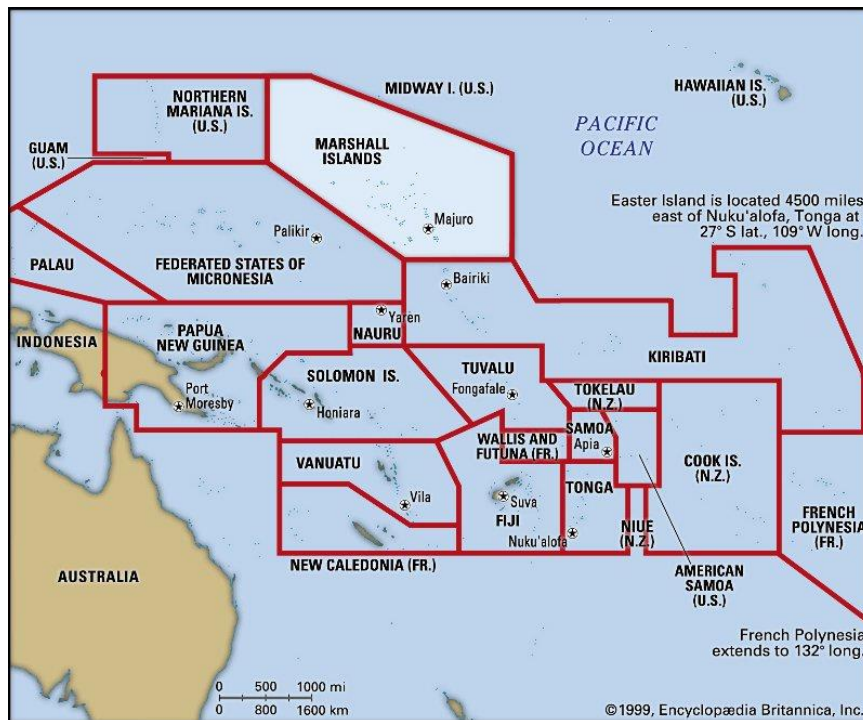 NORTHERN
MARIANA IS.
(U.S.)
MIDWAY I. (U.S.)
HAWAIIAN IS.
(U.S.)
GUAM
(U.S.)
MARSHALL
ISLANDS
PACIFIC
OCEAN
Easter Island is located 4500 miles
east of Nuku'alofa, Tonga at
27° S lat., 109° W long.
Majuro
Palikir
PALAU
FEDERATED STATES OF
MICRONESIA
Bairiki
Yaren
NAURU
INDONESIA
PAPUA
NEW GUINEA
KIRIBATI
SOLOMON IS.
TUVALU
Fongafale
TOKELAU
(N.Z.)
Port
Moresby
Honiara
WALLIS AND
FUTUNA (FR.)
SAMOA
Apia
COOK IS.
(N.Z.)
VANUATU
Vila
Suva
FIJI
TONGA
Nuku'alofa
NIUE
(N.Z.)
FRENCH
POLYNESIA
(FR.)
NEW CALEDONIA (FR.)
AMERICAN
SAMOA
(U.S.)
AUSTRALIA
French Polynesia
extends to 132° long.
0 500 1000 mi
0 800 1600 km
©1999, Encyclopædia Britannica, Inc.